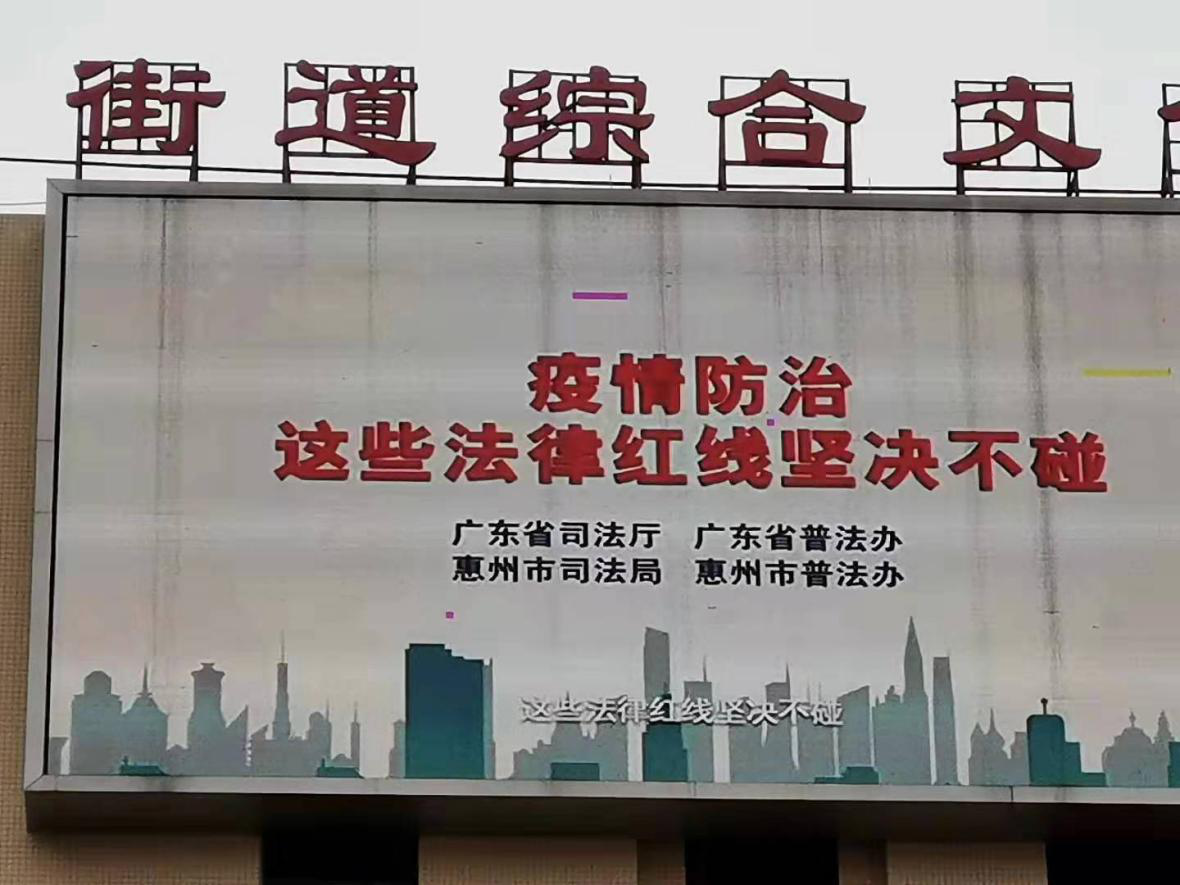 街道综合文
疫情防治
这些法律红线坚决不碰
广东省司法厅 广东省普法办
惠州市司法局 惠州市普法办
这些法律红线坚决不碰